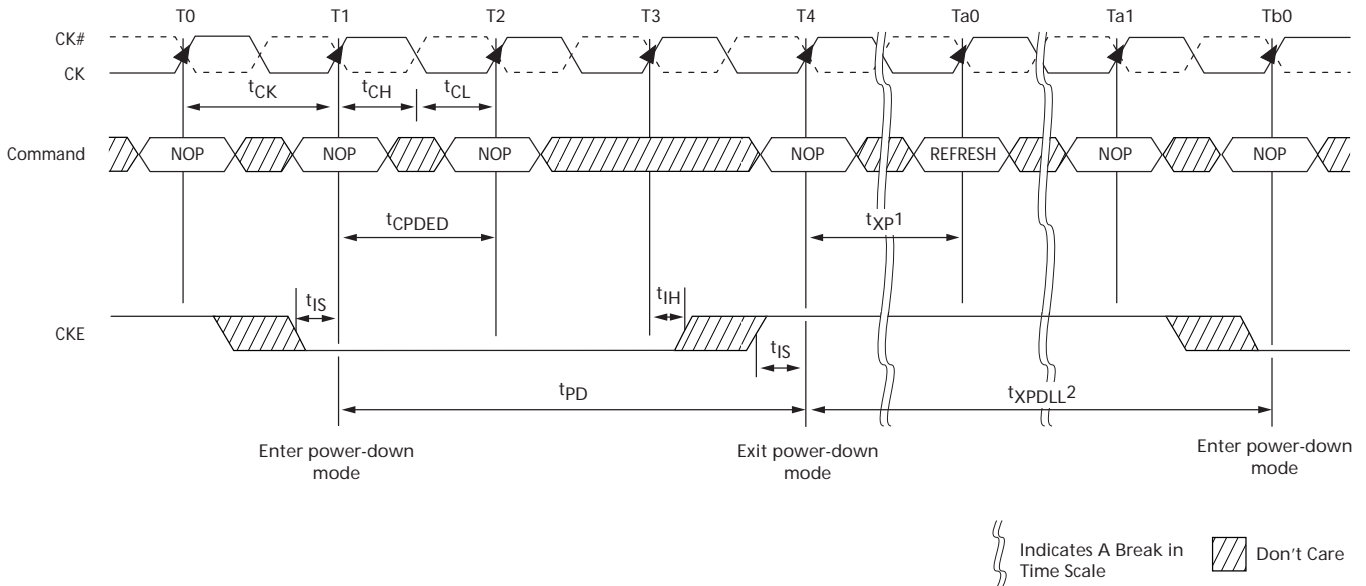 T0 T1 T2 T3 T4 Ta0 Ta1 Tb0
CK#
CK
tCK tCH tCL
Command NOP NOP NOP NOP REFRESH NOP NOP
tCPDED tXP1
tIS tIH
CKE
tIS
tPD tXPDLL2
Enter power-down
mode
Exit power-down
mode
Enter power-down
mode
Indicates A Break in
Time Scale
Don't Care